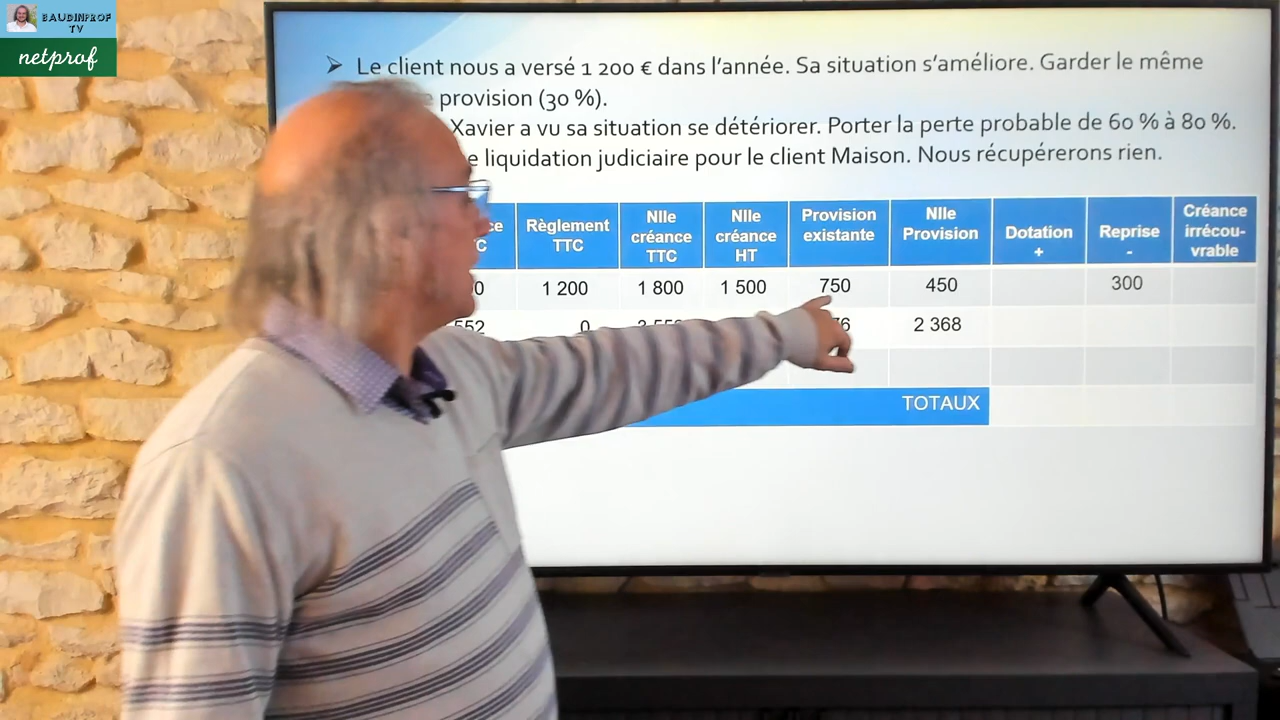 BAUDINPROF
TV
netprof
➤ Le client nous a versé 1 200 € dans l'année. Sa situation s'améliore. Garder le même
provision (30 %).
Xavier a vu sa situation se détériorer. Porter la perte probable de 60 % à 80 %.
liquidation judiciaire pour le client Maison. Nous récupérerons rien.
Règlement TTC
Nlle créance TTC
Nlle créance HT
Provision existante
Nlle Provision
Dotation +
Reprise -
Créance irrécou-vrable
1 200 1 800 1 500 750 450 300
552 0 2 368
TOTAUX